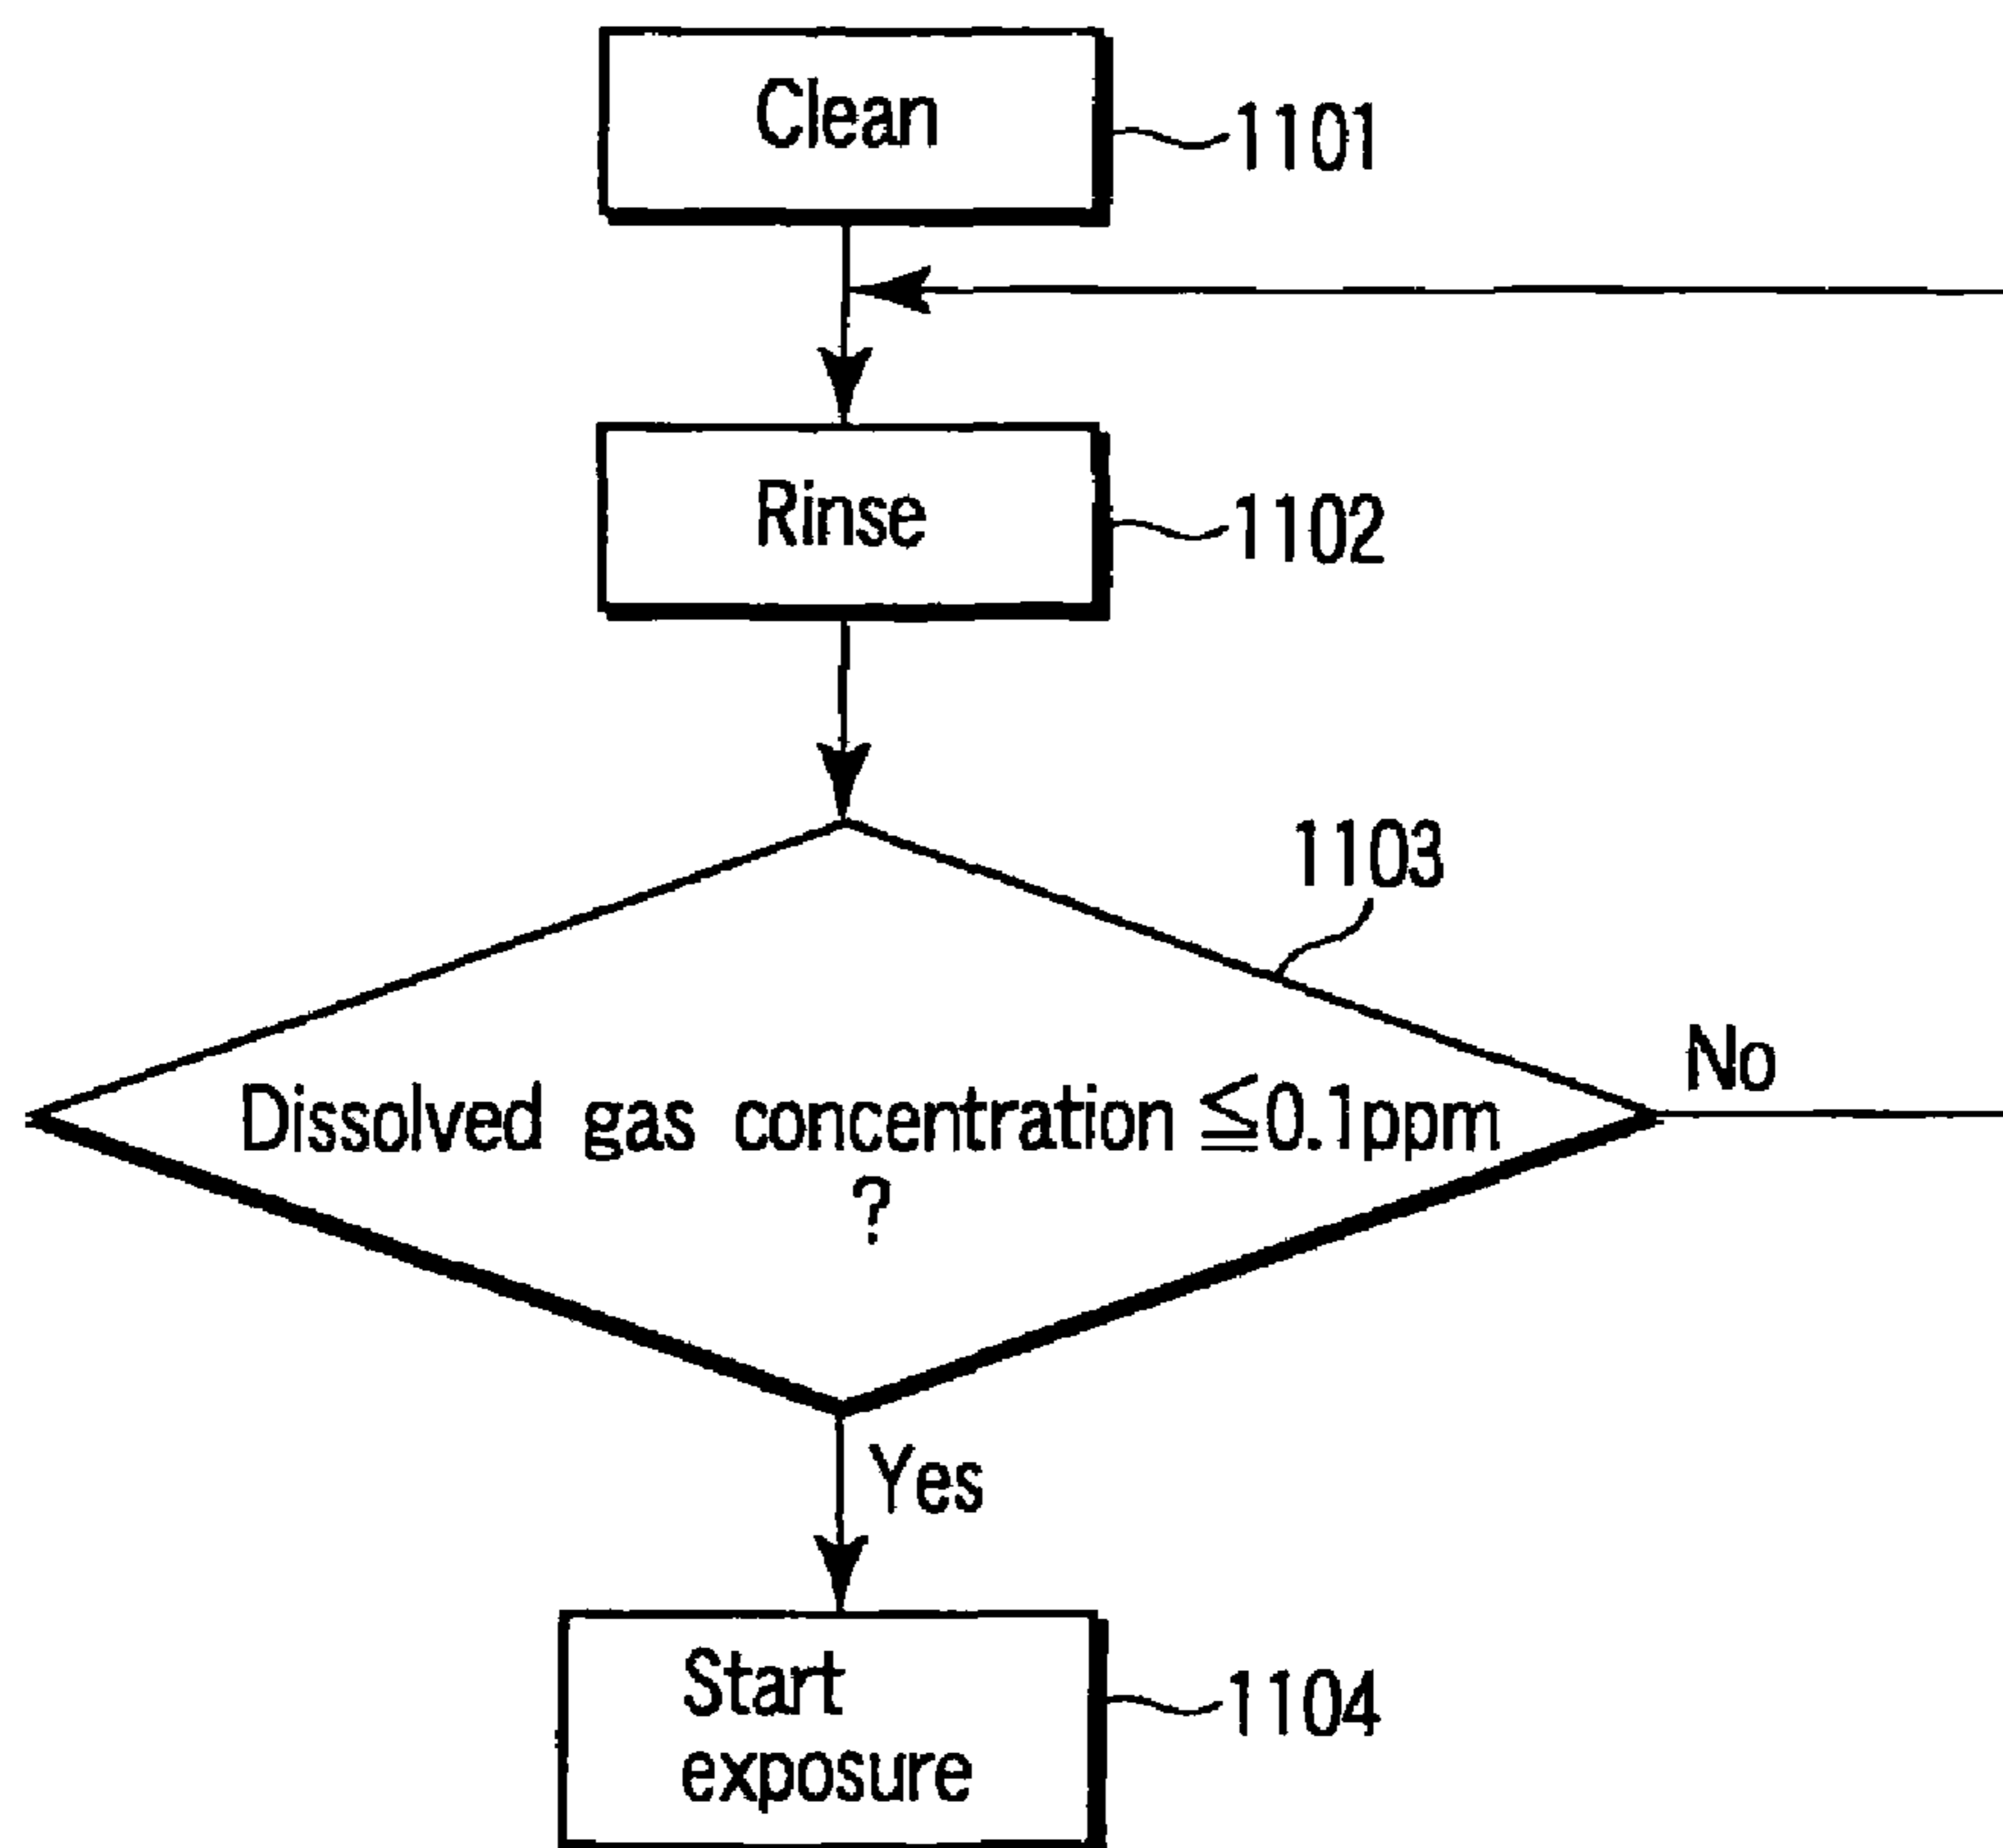 Clean
1101
Rinse
1102
1103
Dissolved gas concentration ≦0.1ppm
?
No
Yes
Start
exposure
1104